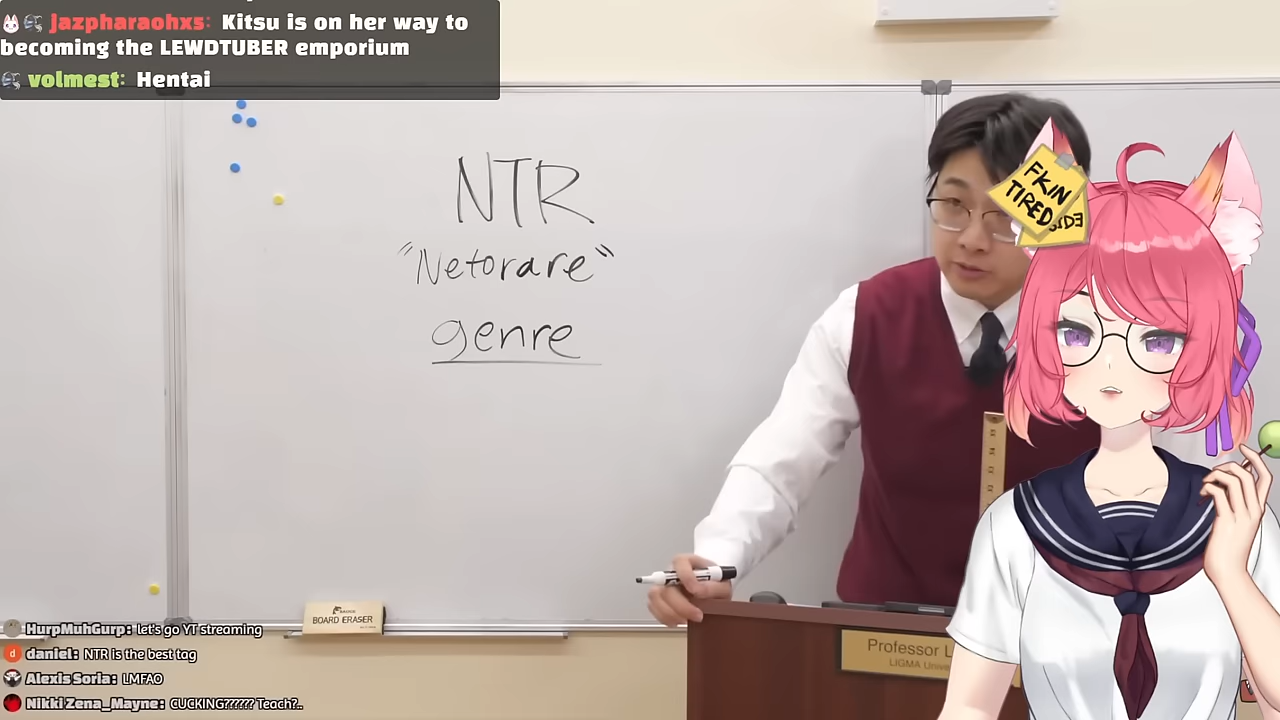 jazpharaohxs: Kitsu is on her way to
becoming the LEWDTUBER emporium
volmest: Hentai
NTR
"Netorare"
genre
FKIN
TIRED
BOARD ERASER
Professor L
LIGMA Unive
HurpMuhGurp: let's go YT streaming
daniel: NTR is the best tag
Alexis Soria: LMFAO
Nikki Zena_Mayne: CUCKING?????? Teach?..